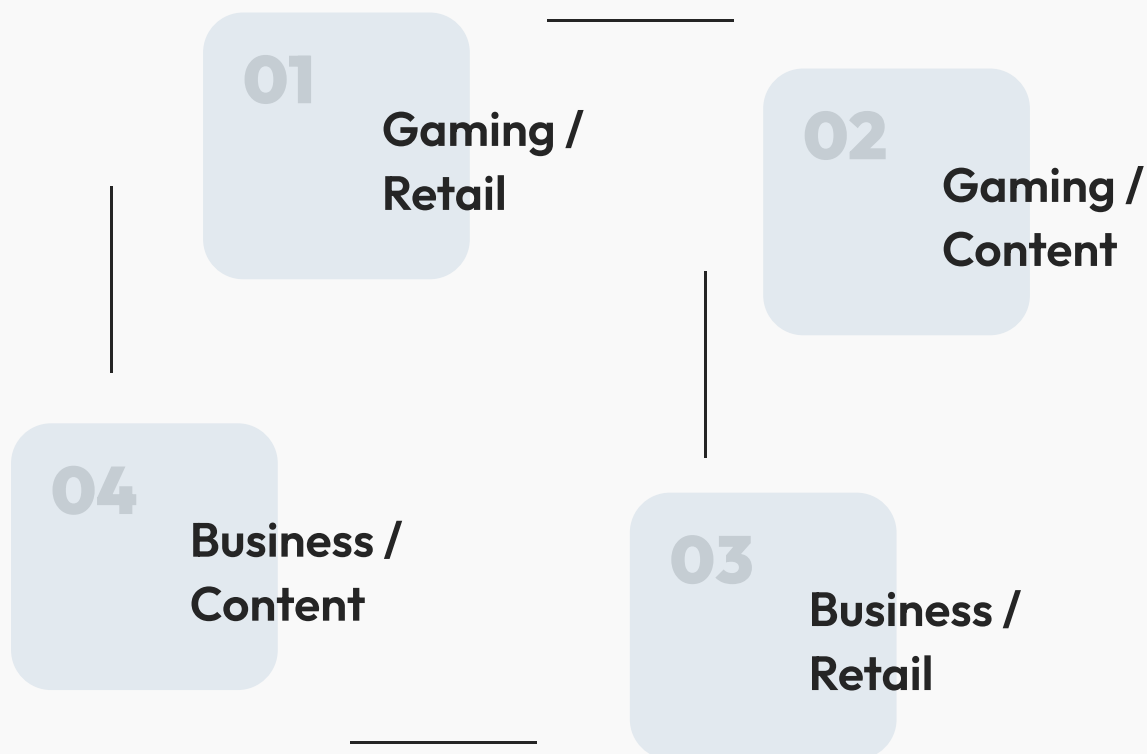 01
Gaming /
Retail
02
Gaming /
Content
04
Business /
Content
03
Business /
Retail